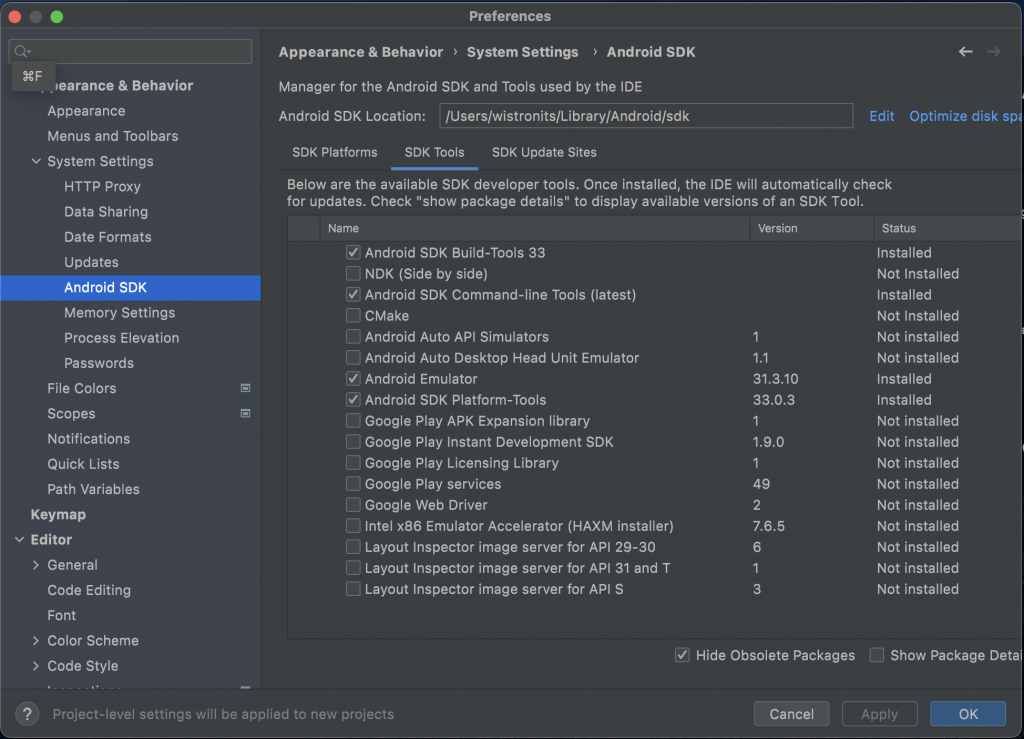 Preferences
⌘F
pearance & Behavior
Appearance
Menus and Toolbars
System Settings
HTTP Proxy
Data Sharing
Date Formats
Updates
Android SDK
Memory Settings
Process Elevation
Passwords
File Colors
Scopes
Notifications
Quick Lists
Path Variables
Keymap
Editor
General
Code Editing
Font
Color Scheme
Code Style
Appearance & Behavior › System Settings › Android SDK
Manager for the Android SDK and Tools used by the IDE
Android SDK Location: /Users/wistronits/Library/Android/sdk Edit Optimize disk spa
SDK Platforms SDK Tools SDK Update Sites
Below are the available SDK developer tools. Once installed, the IDE will automatically check
for updates. Check "show package details" to display available versions of an SDK Tool.
Name Version Status
Android SDK Build-Tools 33 Installed
NDK (Side by side) Not Installed
Android SDK Command-line Tools (latest) Installed
CMake Not Installed
Android Auto API Simulators 1 Not installed
Android Auto Desktop Head Unit Emulator 1.1 Not installed
Android Emulator 31.3.10 Installed
Android SDK Platform-Tools 33.0.3 Installed
Google Play APK Expansion library 1 Not installed
Google Play Instant Development SDK 1.9.0 Not installed
Google Play Licensing Library 1 Not installed
Google Play services 49 Not installed
Google Web Driver 2 Not installed
Intel x86 Emulator Accelerator (HAXM installer) 7.6.5 Not installed
Layout Inspector image server for API 29-30 6 Not installed
Layout Inspector image server for API 31 and T 1 Not installed
Layout Inspector image server for API S 3 Not installed
Hide Obsolete Packages Show Package Detai
? Project-level settings will be applied to new projects
Cancel Apply OK